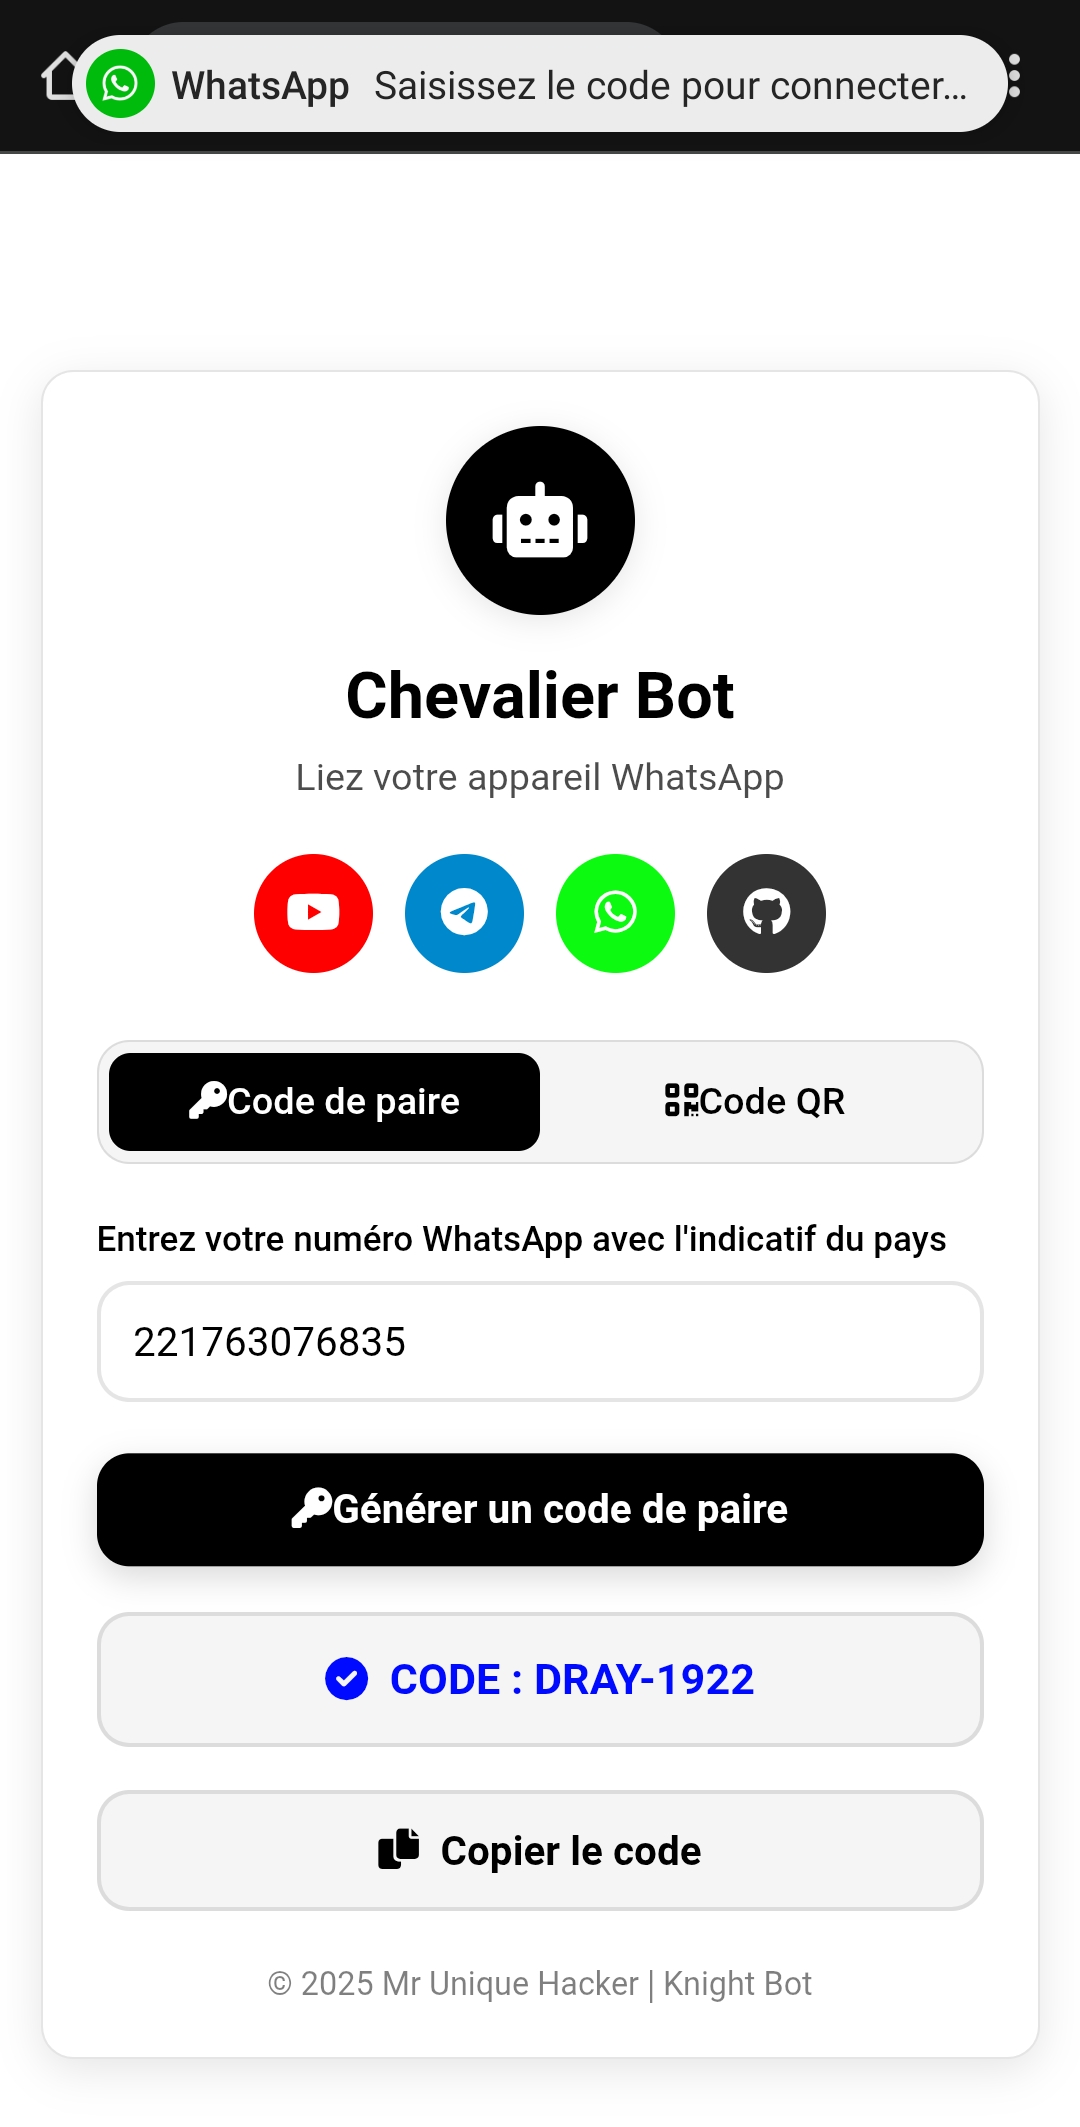 WhatsApp Saisissez le code pour connecter...
Chevalier Bot
Liez votre appareil WhatsApp
Code de paire
Code QR
Entrez votre numéro WhatsApp avec l'indicatif du pays
221763076835
Générer un code de paire
CODE : DRAY-1922
Copier le code
© 2025 Mr Unique Hacker | Knight Bot